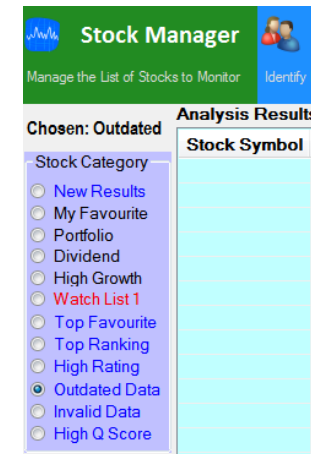 Stock Manager
Manage the List of Stocks to Monitor
Identify
Chosen: Outdated
Analysis Results
Stock Symbol
Stock Category
New Results
My Favourite
Portfolio
Dividend
High Growth
Watch List 1
Top Favourite
Top Ranking
High Rating
Outdated Data
Invalid Data
High Q Score